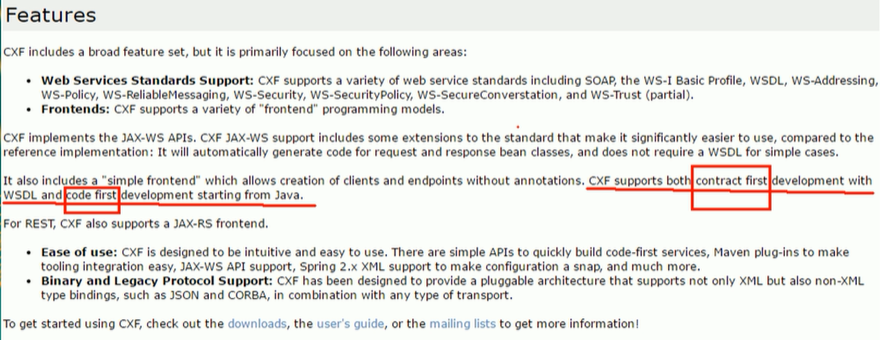 Features
CXF includes a broad feature set, but it is primarily focused on the following areas:
• Web Services Standards Support: CXF supports a variety of web service standards including SOAP, the WS-I Basic Profile, WSDL, WS-Addressing,
WS-Policy, WS-ReliableMessaging, WS-Security, WS-SecurityPolicy, WS-SecureConverstation, and WS-Trust (partial).
• Frontends: CXF supports a variety of "frontend" programming models.
CXF implements the JAX-WS APIs. CXF JAX-WS support includes some extensions to the standard that make it significantly easier to use, compared to the
reference implementation: It will automatically generate code for request and response bean classes, and does not require a WSDL for simple cases.
It also includes a "simple frontend" which allows creation of clients and endpoints without annotations. CXF supports both contract first development with
WSDL and code first development starting from Java.
For REST, CXF also supports a JAX-RS frontend.
• Ease of use: CXF is designed to be intuitive and easy to use. There are simple APIs to quickly build code-first services, Maven plug-ins to make
tooling integration easy, JAX-WS API support, Spring 2.x XML support to make configuration a snap, and much more.
• Binary and Legacy Protocol Support: CXF has been designed to provide a pluggable architecture that supports not only XML but also non-XML
type bindings, such as JSON and CORBA, in combination with any type of transport.
To get started using CXF, check out the downloads, the user's guide, or the mailing lists to get more information!